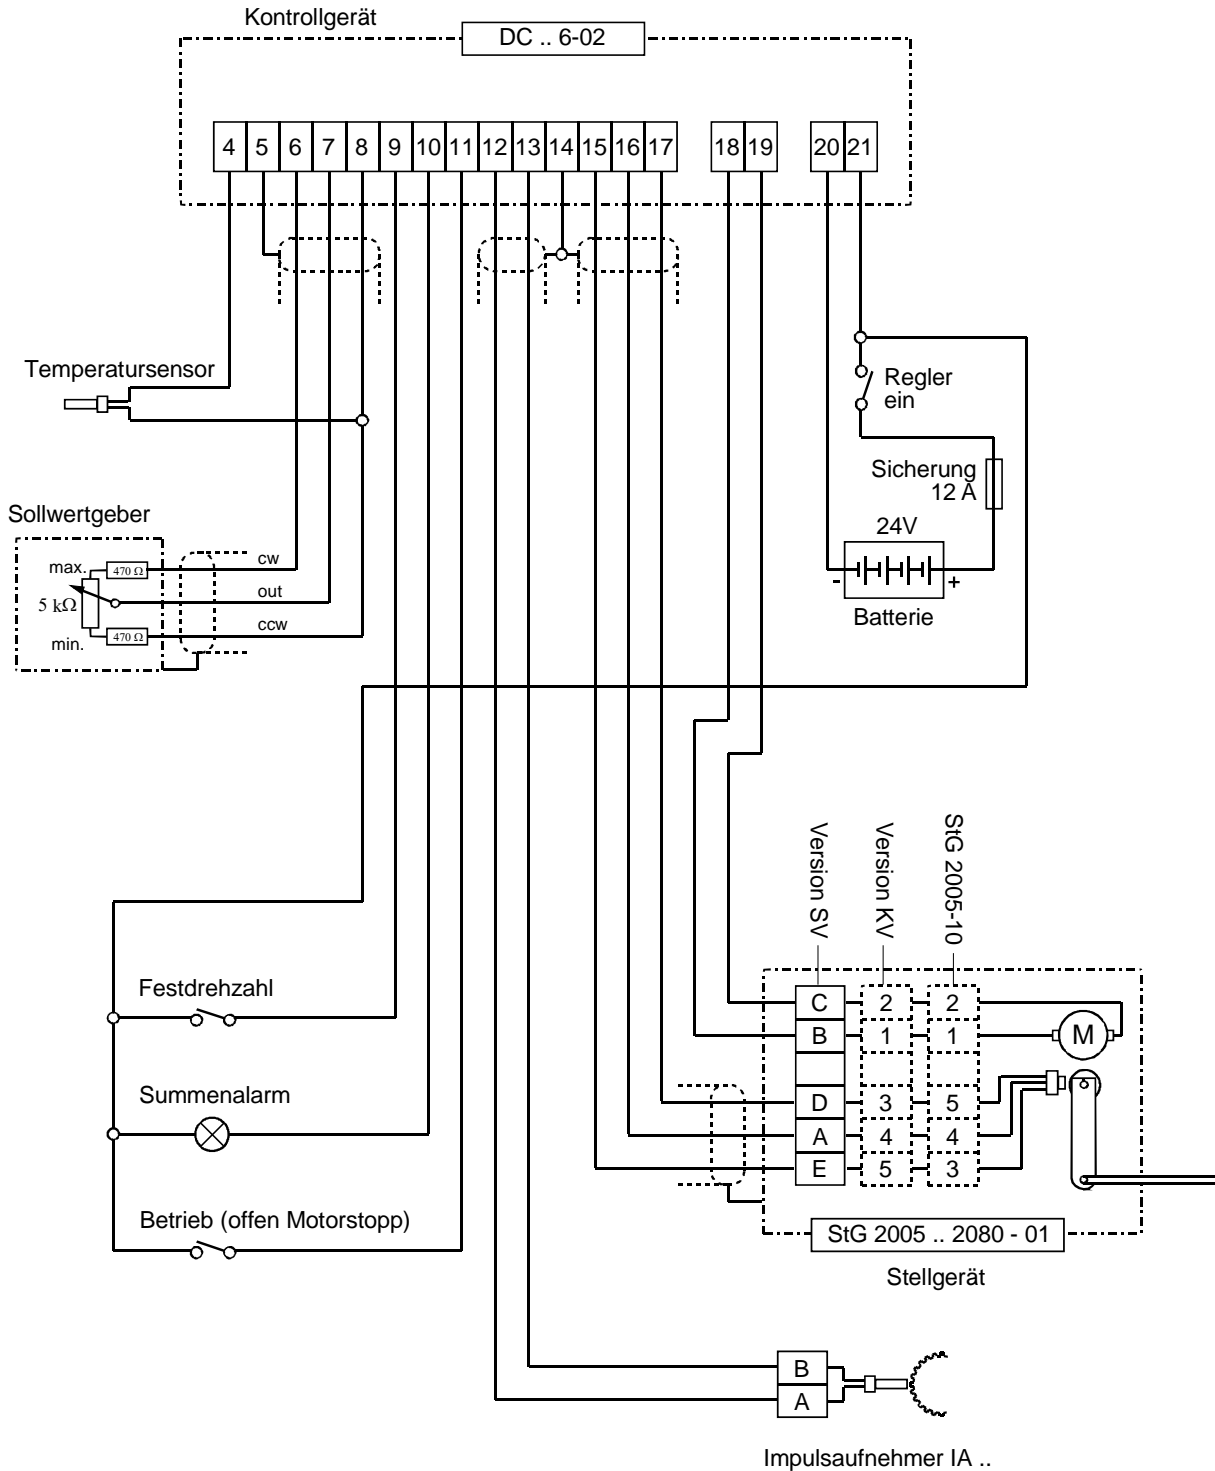 Kontrollgerät
DC .. 6-02
4 5 6 7 8 9 10 11 12 13 14 15 16 17 18 19 20 21
Temperatursensor
Regler
ein
Sicherung
12 A
24V
- +
Batterie
Sollwertgeber
max. 470 Ω cw
5 kΩ out
min. 470 Ω ccw
Version SV
Version KV
StG 2005-10
Festdrehzahl
C 2 2
B 1 1 M
Summenalarm
D 3 5
A 4 4
E 5 3
Betrieb (offen Motorstopp)
StG 2005 .. 2080 - 01
Stellgerät
B
A
Impulsaufnehmer IA ..